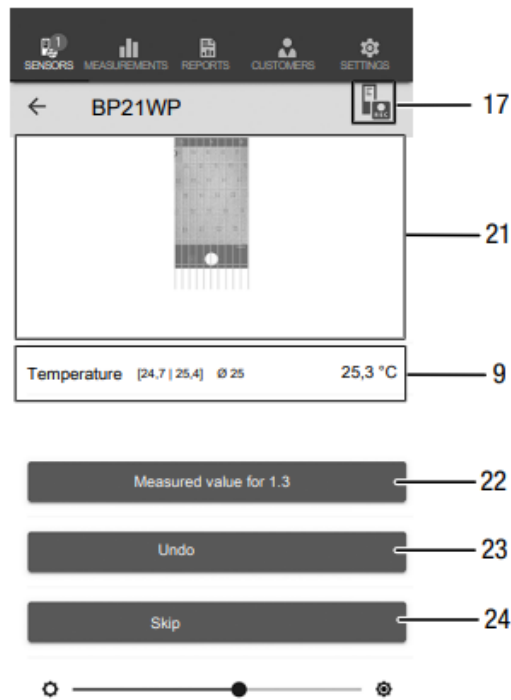 1
SENSORS MEASUREMENTS REPORTS CUSTOMERS SETTINGS
BP21WP
17
21
Temperature [24,7 | 25,4] Ø 25 25,3 °C
9
Measured value for 1.3
22
Undo
23
Skip
24